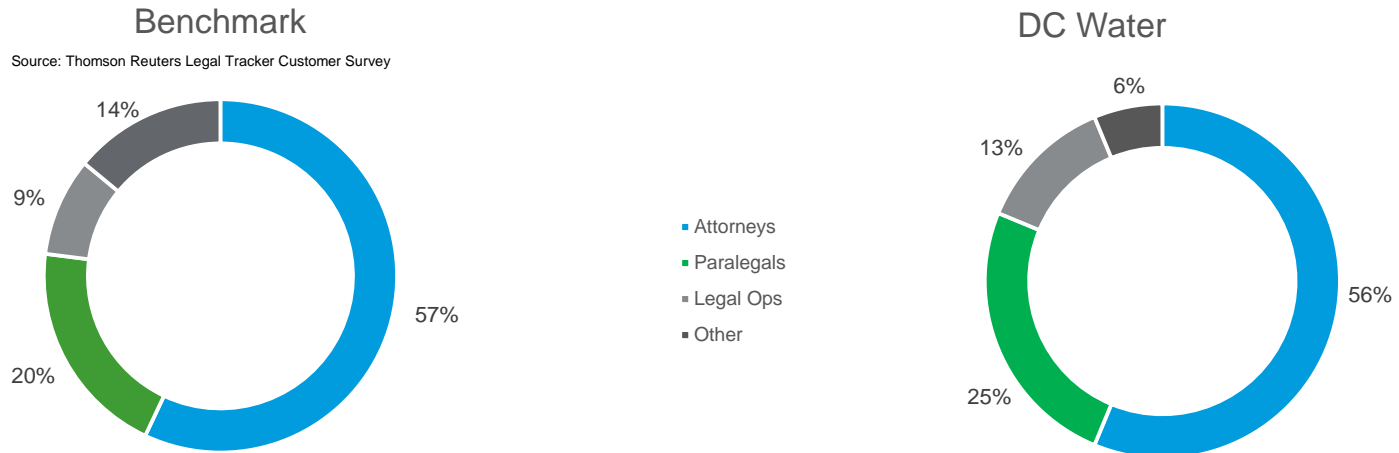 Benchmark
Source: Thomson Reuters Legal Tracker Customer Survey
14%
9%
20%
57%
Attorneys
Paralegals
Legal Ops
Other
DC Water
6%
13%
25%
56%